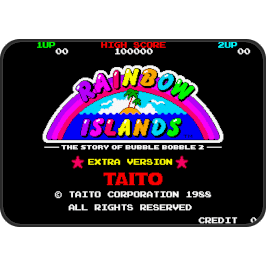 1UP HIGH SCORE 2UP
00 100000 00
RAINBOW
ISLANDS
THE STORY OF BUBBLE BOBBLE 2
EXTRA VERSION
TAITO
© TAITO CORPORATION 1988
ALL RIGHTS RESERVED
CREDIT 0